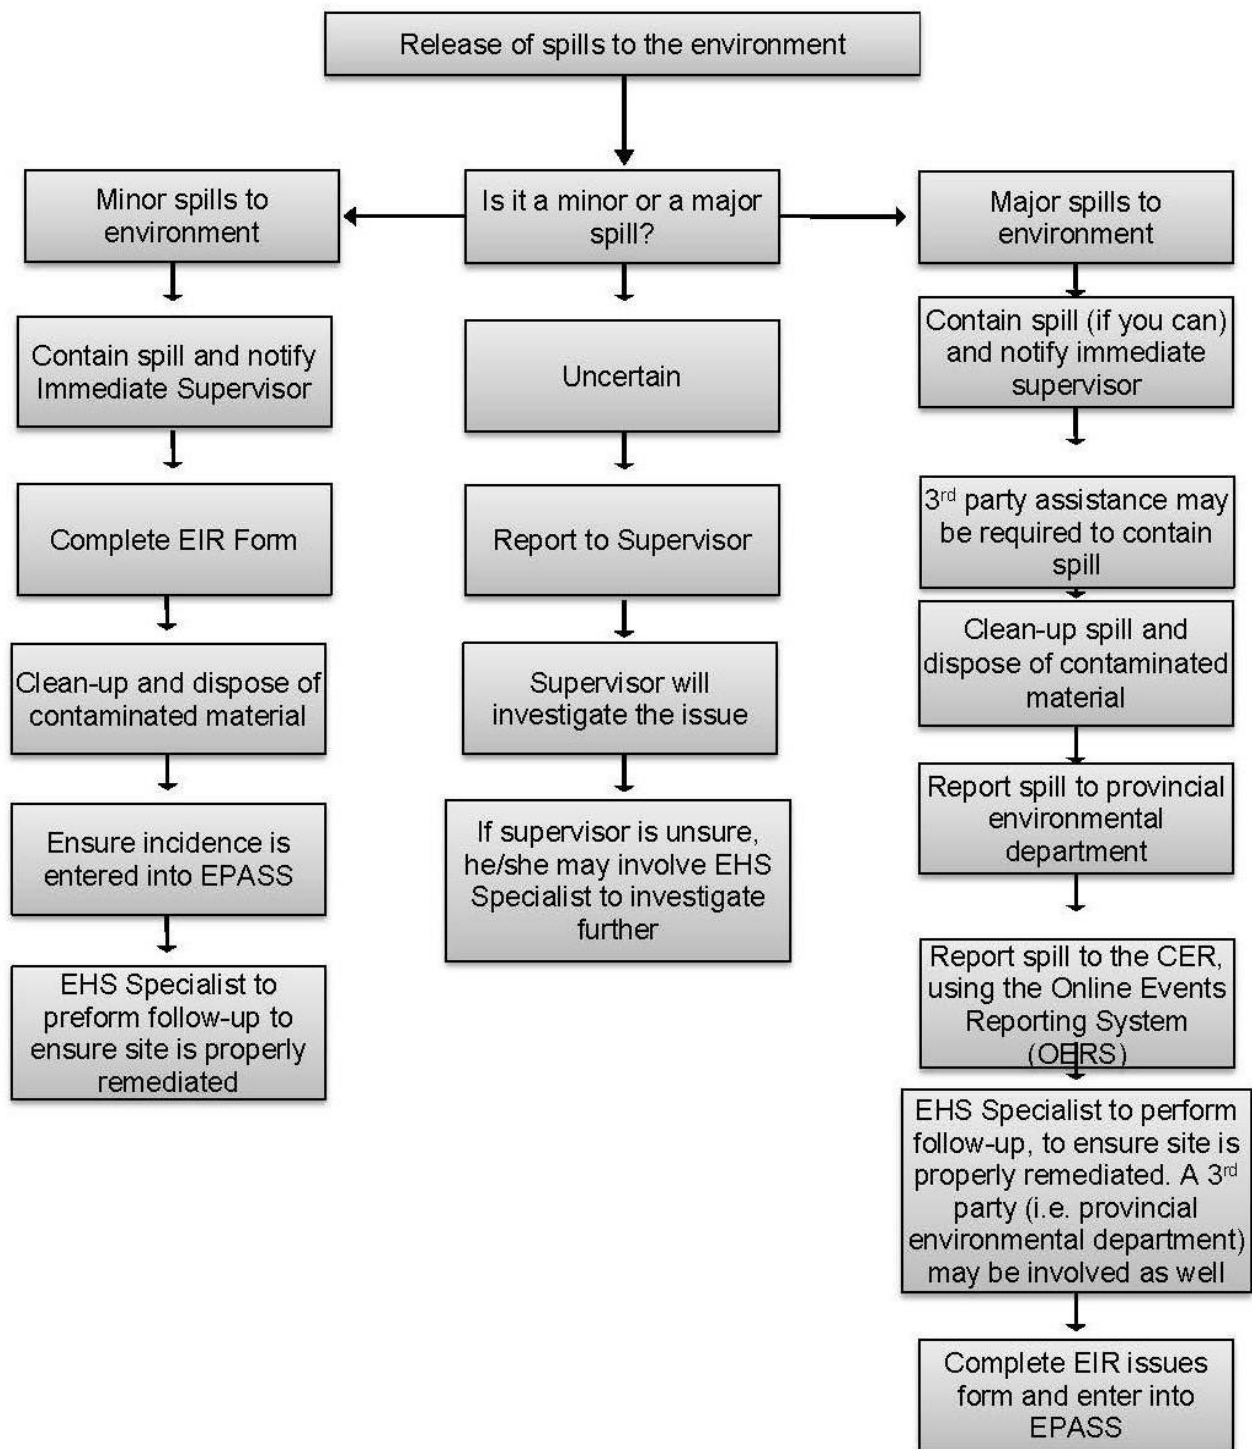 Release of spills to the environment
Minor spills to
environment
Is it a minor or a major
spill?
Major spills to
environment
Contain spill and notify
Immediate Supervisor
Uncertain
Contain spill (if you can)
and notify immediate
supervisor
Complete EIR Form
Report to Supervisor
3rd party assistance may
be required to contain
spill
Clean-up and dispose of
contaminated material
Supervisor will
investigate the issue
Clean-up spill and
dispose of contaminated
material
Ensure incidence is
entered into EPASS
If supervisor is unsure,
he/she may involve EHS
Specialist to investigate
further
Report spill to provincial
environmental
department
EHS Specialist to
preform follow-up to
ensure site is properly
remediated
Report spill to the CER,
using the Online Events
Reporting System
(OERS)
EHS Specialist to perform
follow-up, to ensure site is
properly remediated. A 3rd
party (i.e. provincial
environmental department)
may be involved as well
Complete EIR issues
form and enter into
EPASS